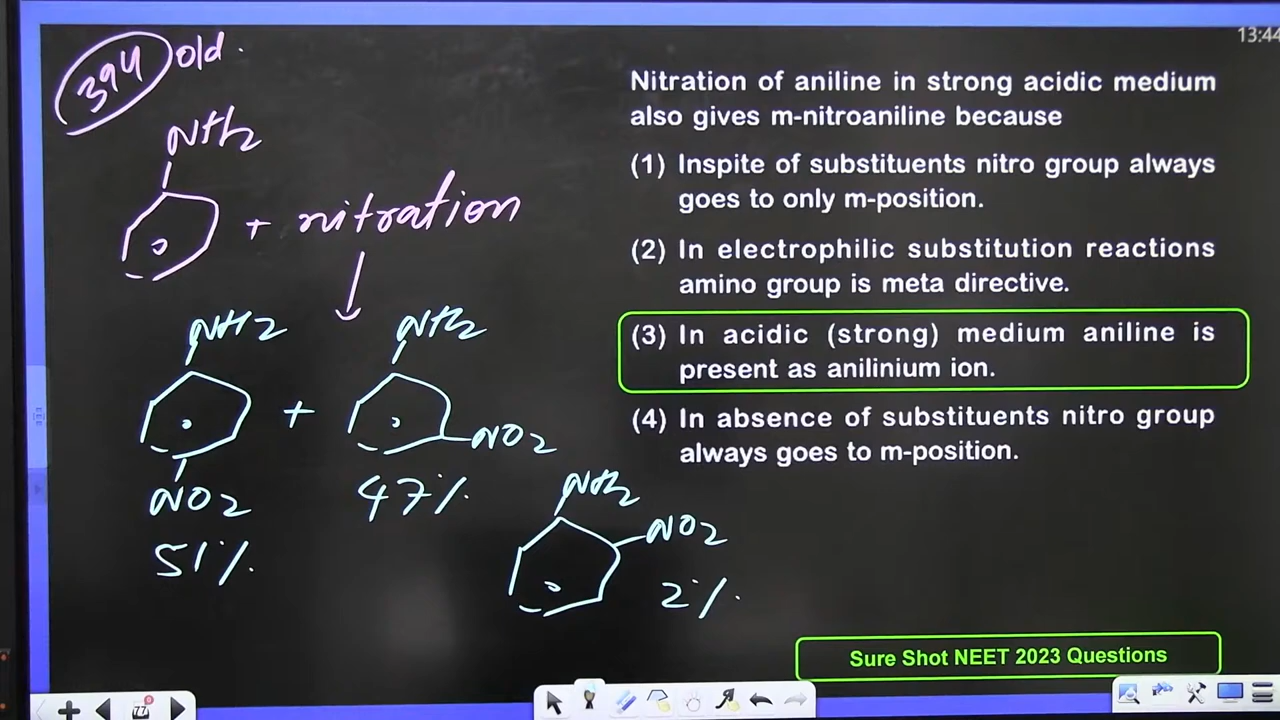 13:44
394 old.
NH2
+ nitration
NH2
NH2
+
NO2
NO2
51%.
47%.
NH2
NO2
2%.
Nitration of aniline in strong acidic medium
also gives m-nitroaniline because
(1) Inspite of substituents nitro group always
goes to only m-position.
(2) In electrophilic substitution reactions
amino group is meta directive.
(3) In acidic (strong) medium aniline is
present as anilinium ion.
(4) In absence of substituents nitro group
always goes to m-position.
Sure Shot NEET 2023 Questions